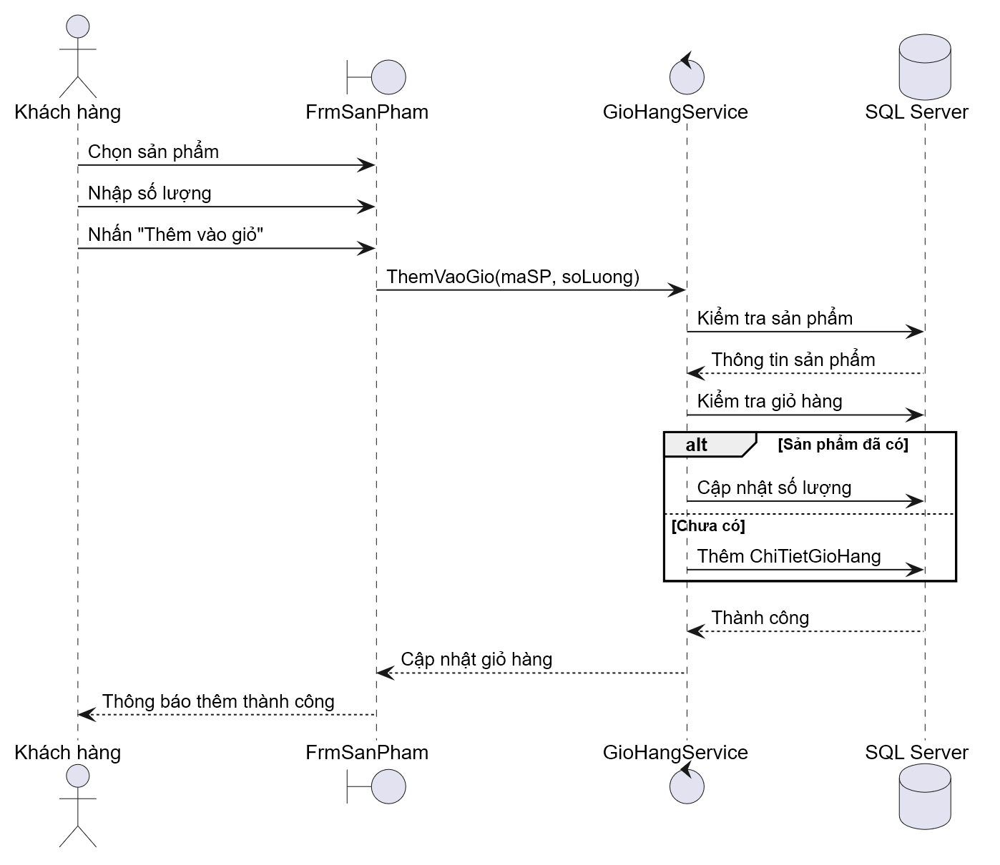 Khách hàng
FrmSanPham
GioHangService
SQL Server
Chọn sản phẩm
Nhập số lượng
Nhấn "Thêm vào giỏ"
ThemVaoGio(maSP, soLuong)
Kiểm tra sản phẩm
Thông tin sản phẩm
Kiểm tra giỏ hàng
alt
[Sản phẩm đã có]
Cập nhật số lượng
[Chưa có]
Thêm ChiTietGioHang
Thành công
Cập nhật giỏ hàng
Thông báo thêm thành công
Khách hàng
FrmSanPham
GioHangService
SQL Server